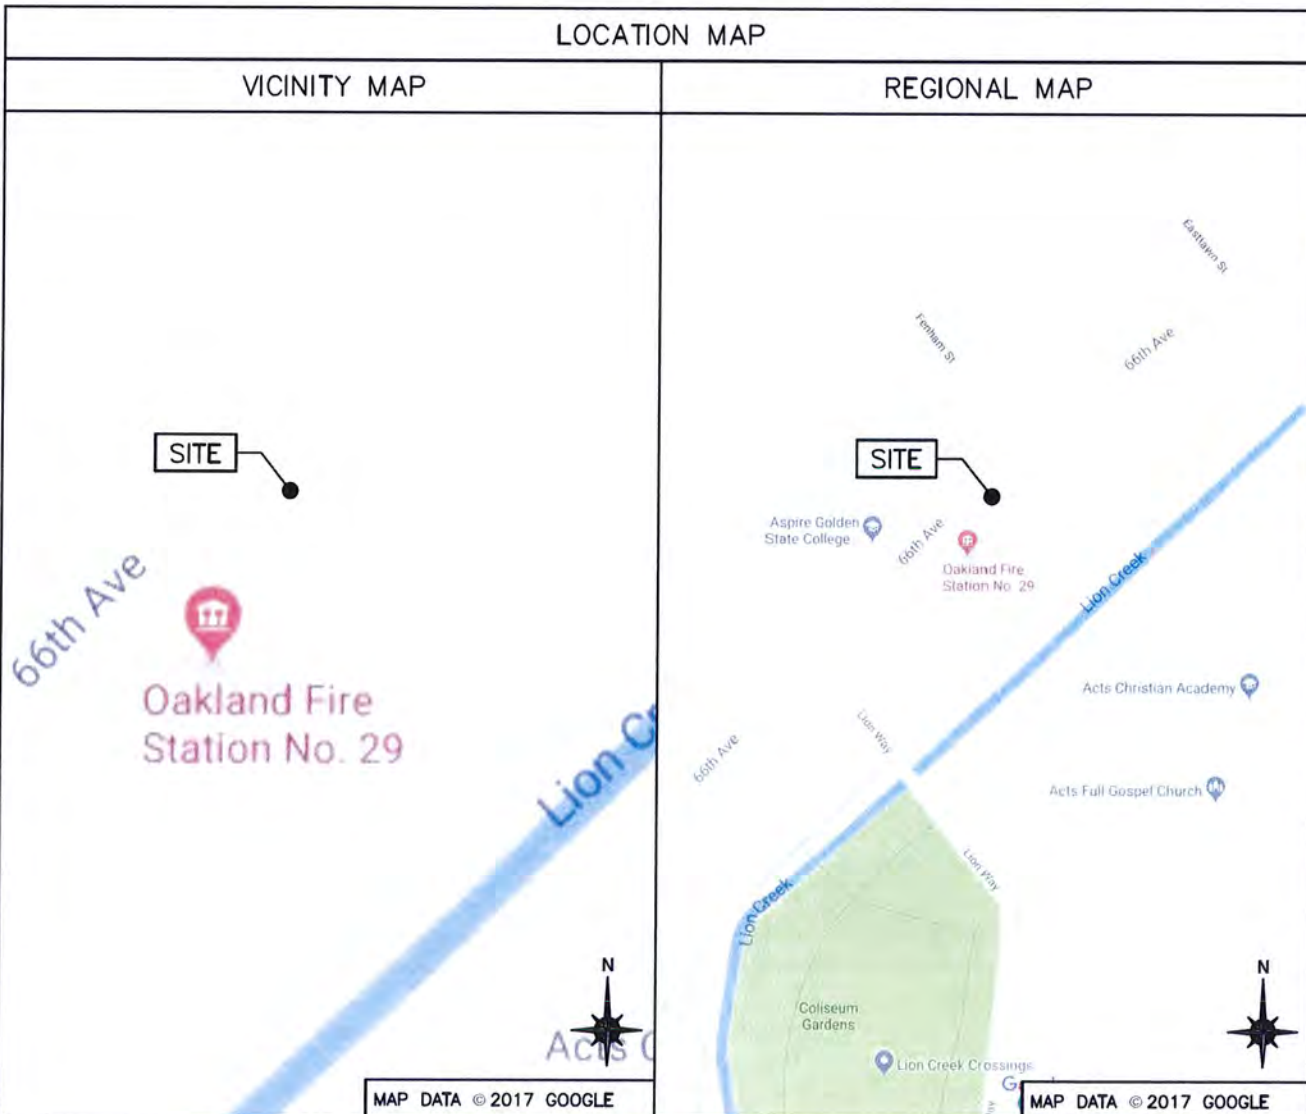 LOCATION MAP
VICINITY MAP
REGIONAL MAP
SITE
66th Ave
Oakland Fire
Station No. 29
Lion
N
MAP DATA © 2017 GOOGLE
Eastlawn St
Fenham St
66th Ave
SITE
Aspire Golden
State College
66th Ave
Oakland Fire
Station No. 29
Lion Creek
Acts Christian Academy
Lion Way
66th Ave
Acts Full Gospel Church
Lion Way
Lion Creek
N
Coliseum
Gardens
Lion Creek Crossings
MAP DATA © 2017 GOOGLE